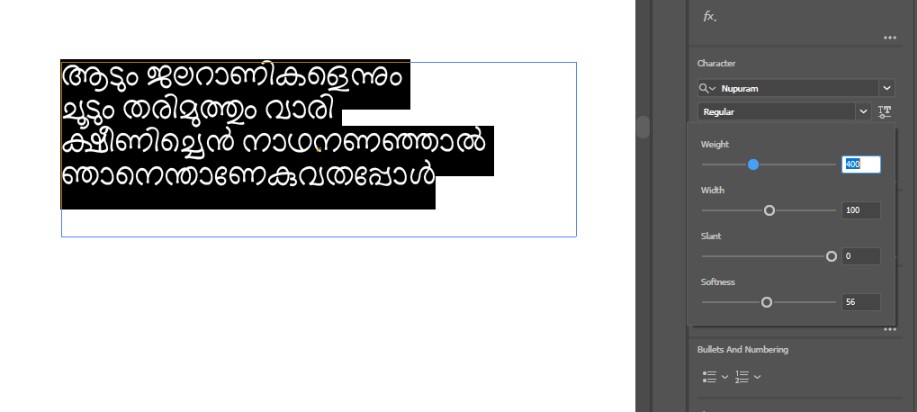 ആടും ജലറാണികളെന്നും
ചൂടും തരിമുത്തും വാരി
ക്ഷീണിച്ചെൻ നാഥനണഞ്ഞാൽ
ഞാനെന്താണേകുവതപ്പോൾ
fx.
Character
Nupuram
Regular
Weight
400
Width
100
Slant
0
Softness
56
Bullets And Numbering